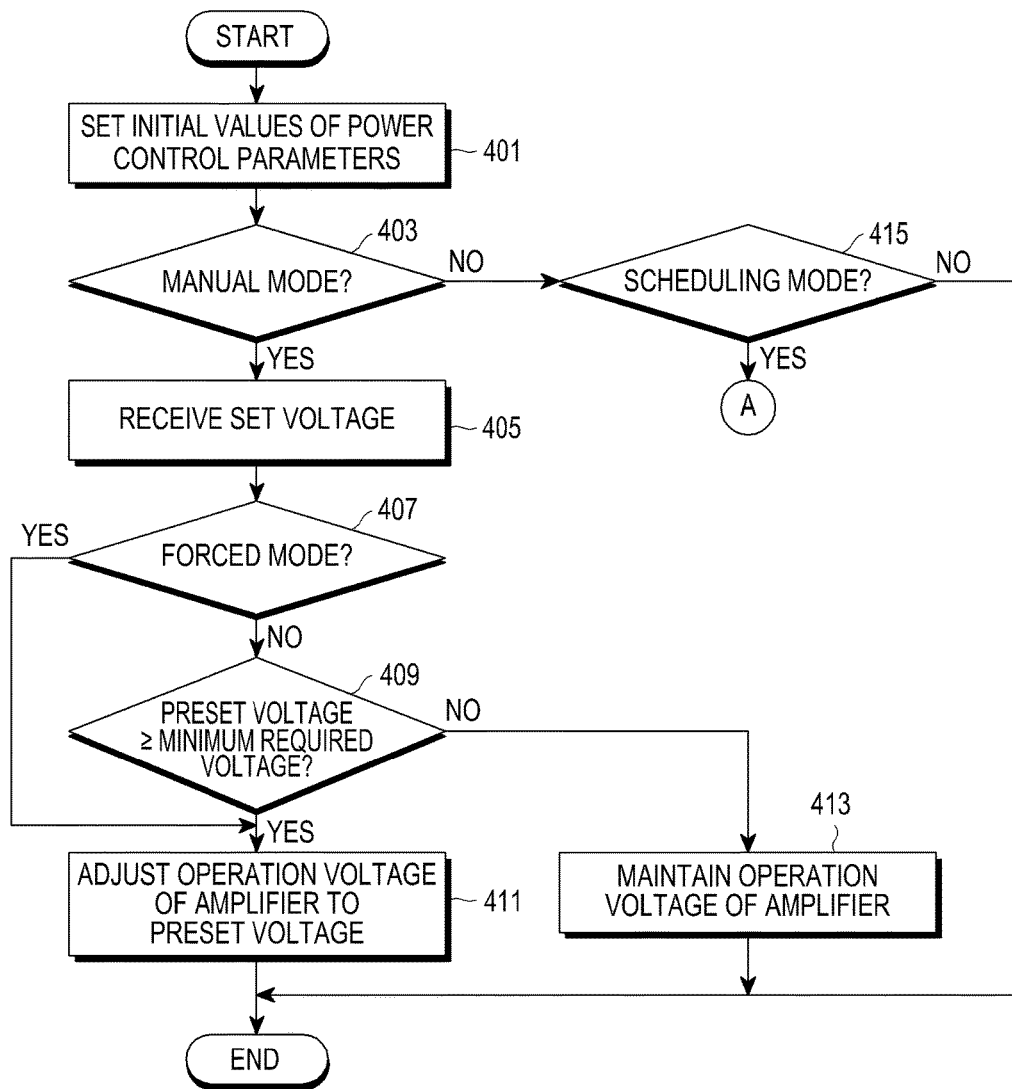 START
SET INITIAL VALUES OF POWER
CONTROL PARAMETERS
401
403
MANUAL MODE?
NO
415
SCHEDULING MODE?
NO
YES
YES
A
RECEIVE SET VOLTAGE
405
407
YES
FORCED MODE?
NO
409
PRESET VOLTAGE
≥ MINIMUM REQUIRED
VOLTAGE?
NO
YES
413
ADJUST OPERATION VOLTAGE
OF AMPLIFIER TO
PRESET VOLTAGE
411
MAINTAIN OPERATION
VOLTAGE OF AMPLIFIER
END